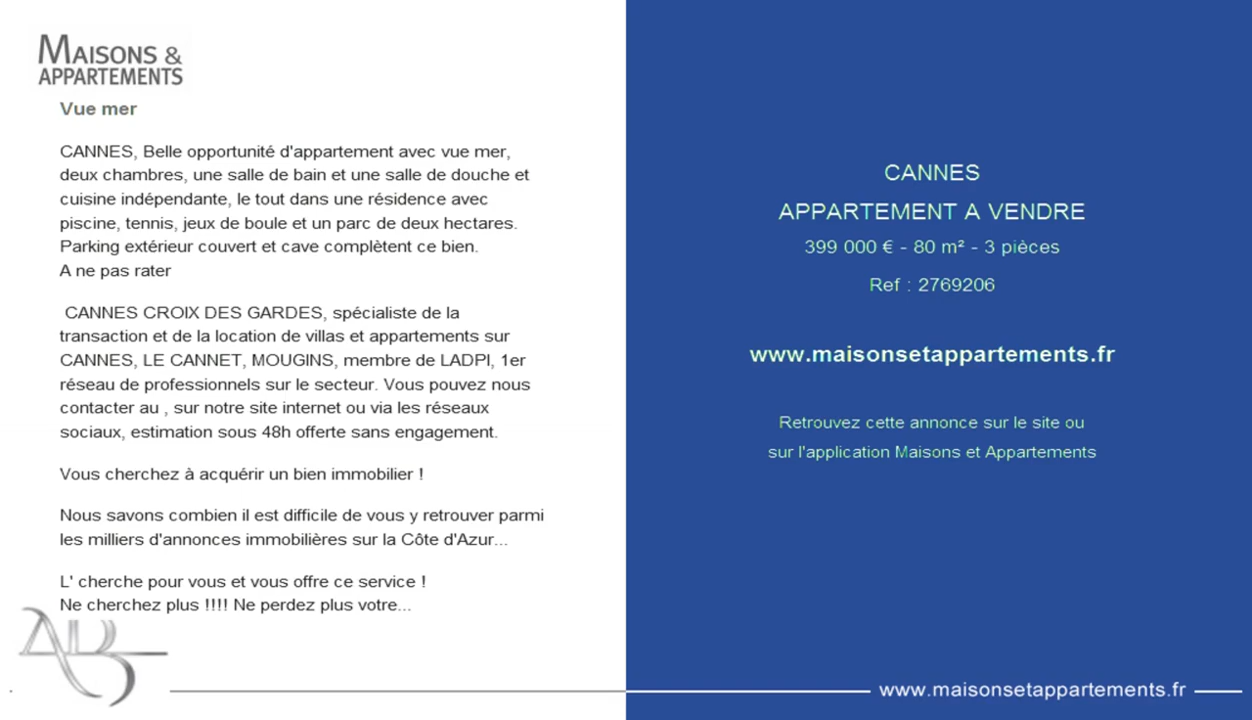 MAISONS &
APPARTEMENTS
Vue mer
CANNES, Belle opportunité d'appartement avec vue mer,
deux chambres, une salle de bain et une salle de douche et
cuisine indépendante, le tout dans une résidence avec
piscine, tennis, jeux de boule et un parc de deux hectares.
Parking extérieur couvert et cave complètent ce bien.
A ne pas rater
CANNES CROIX DES GARDES, spécialiste de la
transaction et de la location de villas et appartements sur
CANNES, LE CANNET, MOUGINS, membre de LADPI, 1er
réseau de professionnels sur le secteur. Vous pouvez nous
contacter au , sur notre site internet ou via les réseaux
sociaux, estimation sous 48h offerte sans engagement.
Vous cherchez à acquérir un bien immobilier !
Nous savons combien il est difficile de vous y retrouver parmi
les milliers d'annonces immobilières sur la Côte d'Azur...
L' cherche pour vous et vous offre ce service !
Ne cherchez plus !!!! Ne perdez plus votre...
CANNES
APPARTEMENT A VENDRE
399 000 € - 80 m² - 3 pièces
Ref : 2769206
www.maisonsetappartements.fr
Retrouvez cette annonce sur le site ou
sur l'application Maisons et Appartements
www.maisonsetappartements.fr